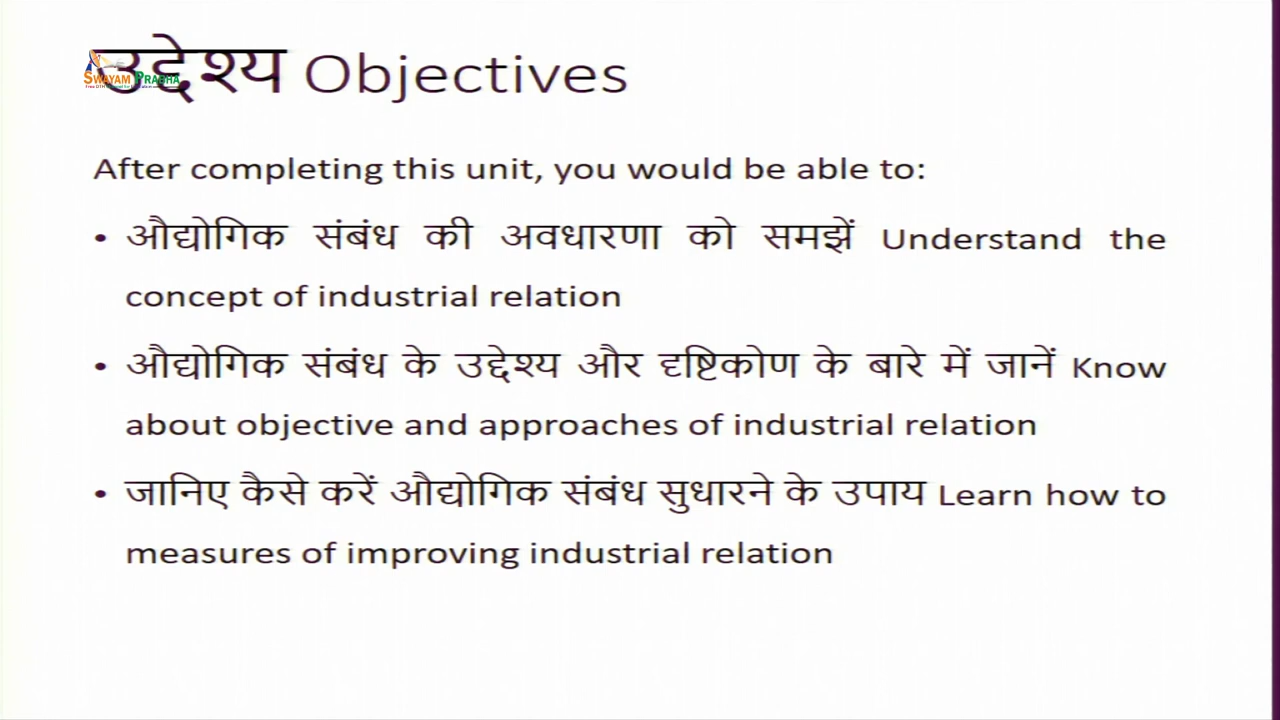 उद्देश्य Objectives
SWAYAM PRABHA
After completing this unit, you would be able to:
• औद्योगिक संबंध की अवधारणा को समझें Understand the
concept of industrial relation
• औद्योगिक संबंध के उद्देश्य और दृष्टिकोण के बारे में जानें Know
about objective and approaches of industrial relation
• जानिए कैसे करें औद्योगिक संबंध सुधारने के उपाय Learn how to
measures of improving industrial relation